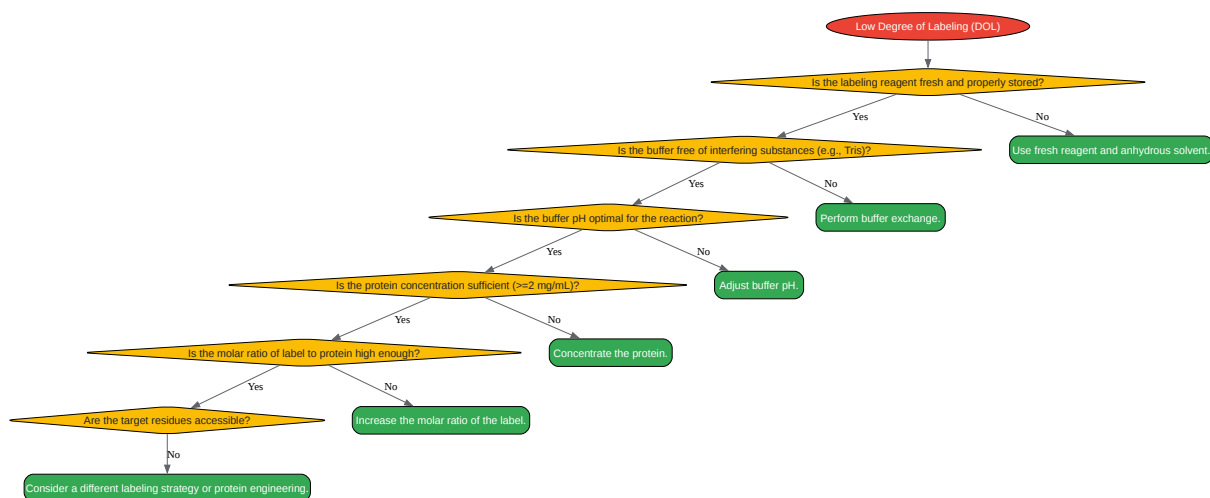 Low Degree of Labeling (DOL)
Is the labeling reagent fresh and properly stored?
Yes
No
Is the buffer free of interfering substances (e.g., Tris)?
Use fresh reagent and anhydrous solvent.
Yes
No
Is the buffer pH optimal for the reaction?
Perform buffer exchange.
Yes
No
Is the protein concentration sufficient (>=2 mg/mL)?
Adjust buffer pH.
Yes
No
Is the molar ratio of label to protein high enough?
Concentrate the protein.
Yes
No
Are the target residues accessible?
Increase the molar ratio of the label.
No
Consider a different labeling strategy or protein engineering.